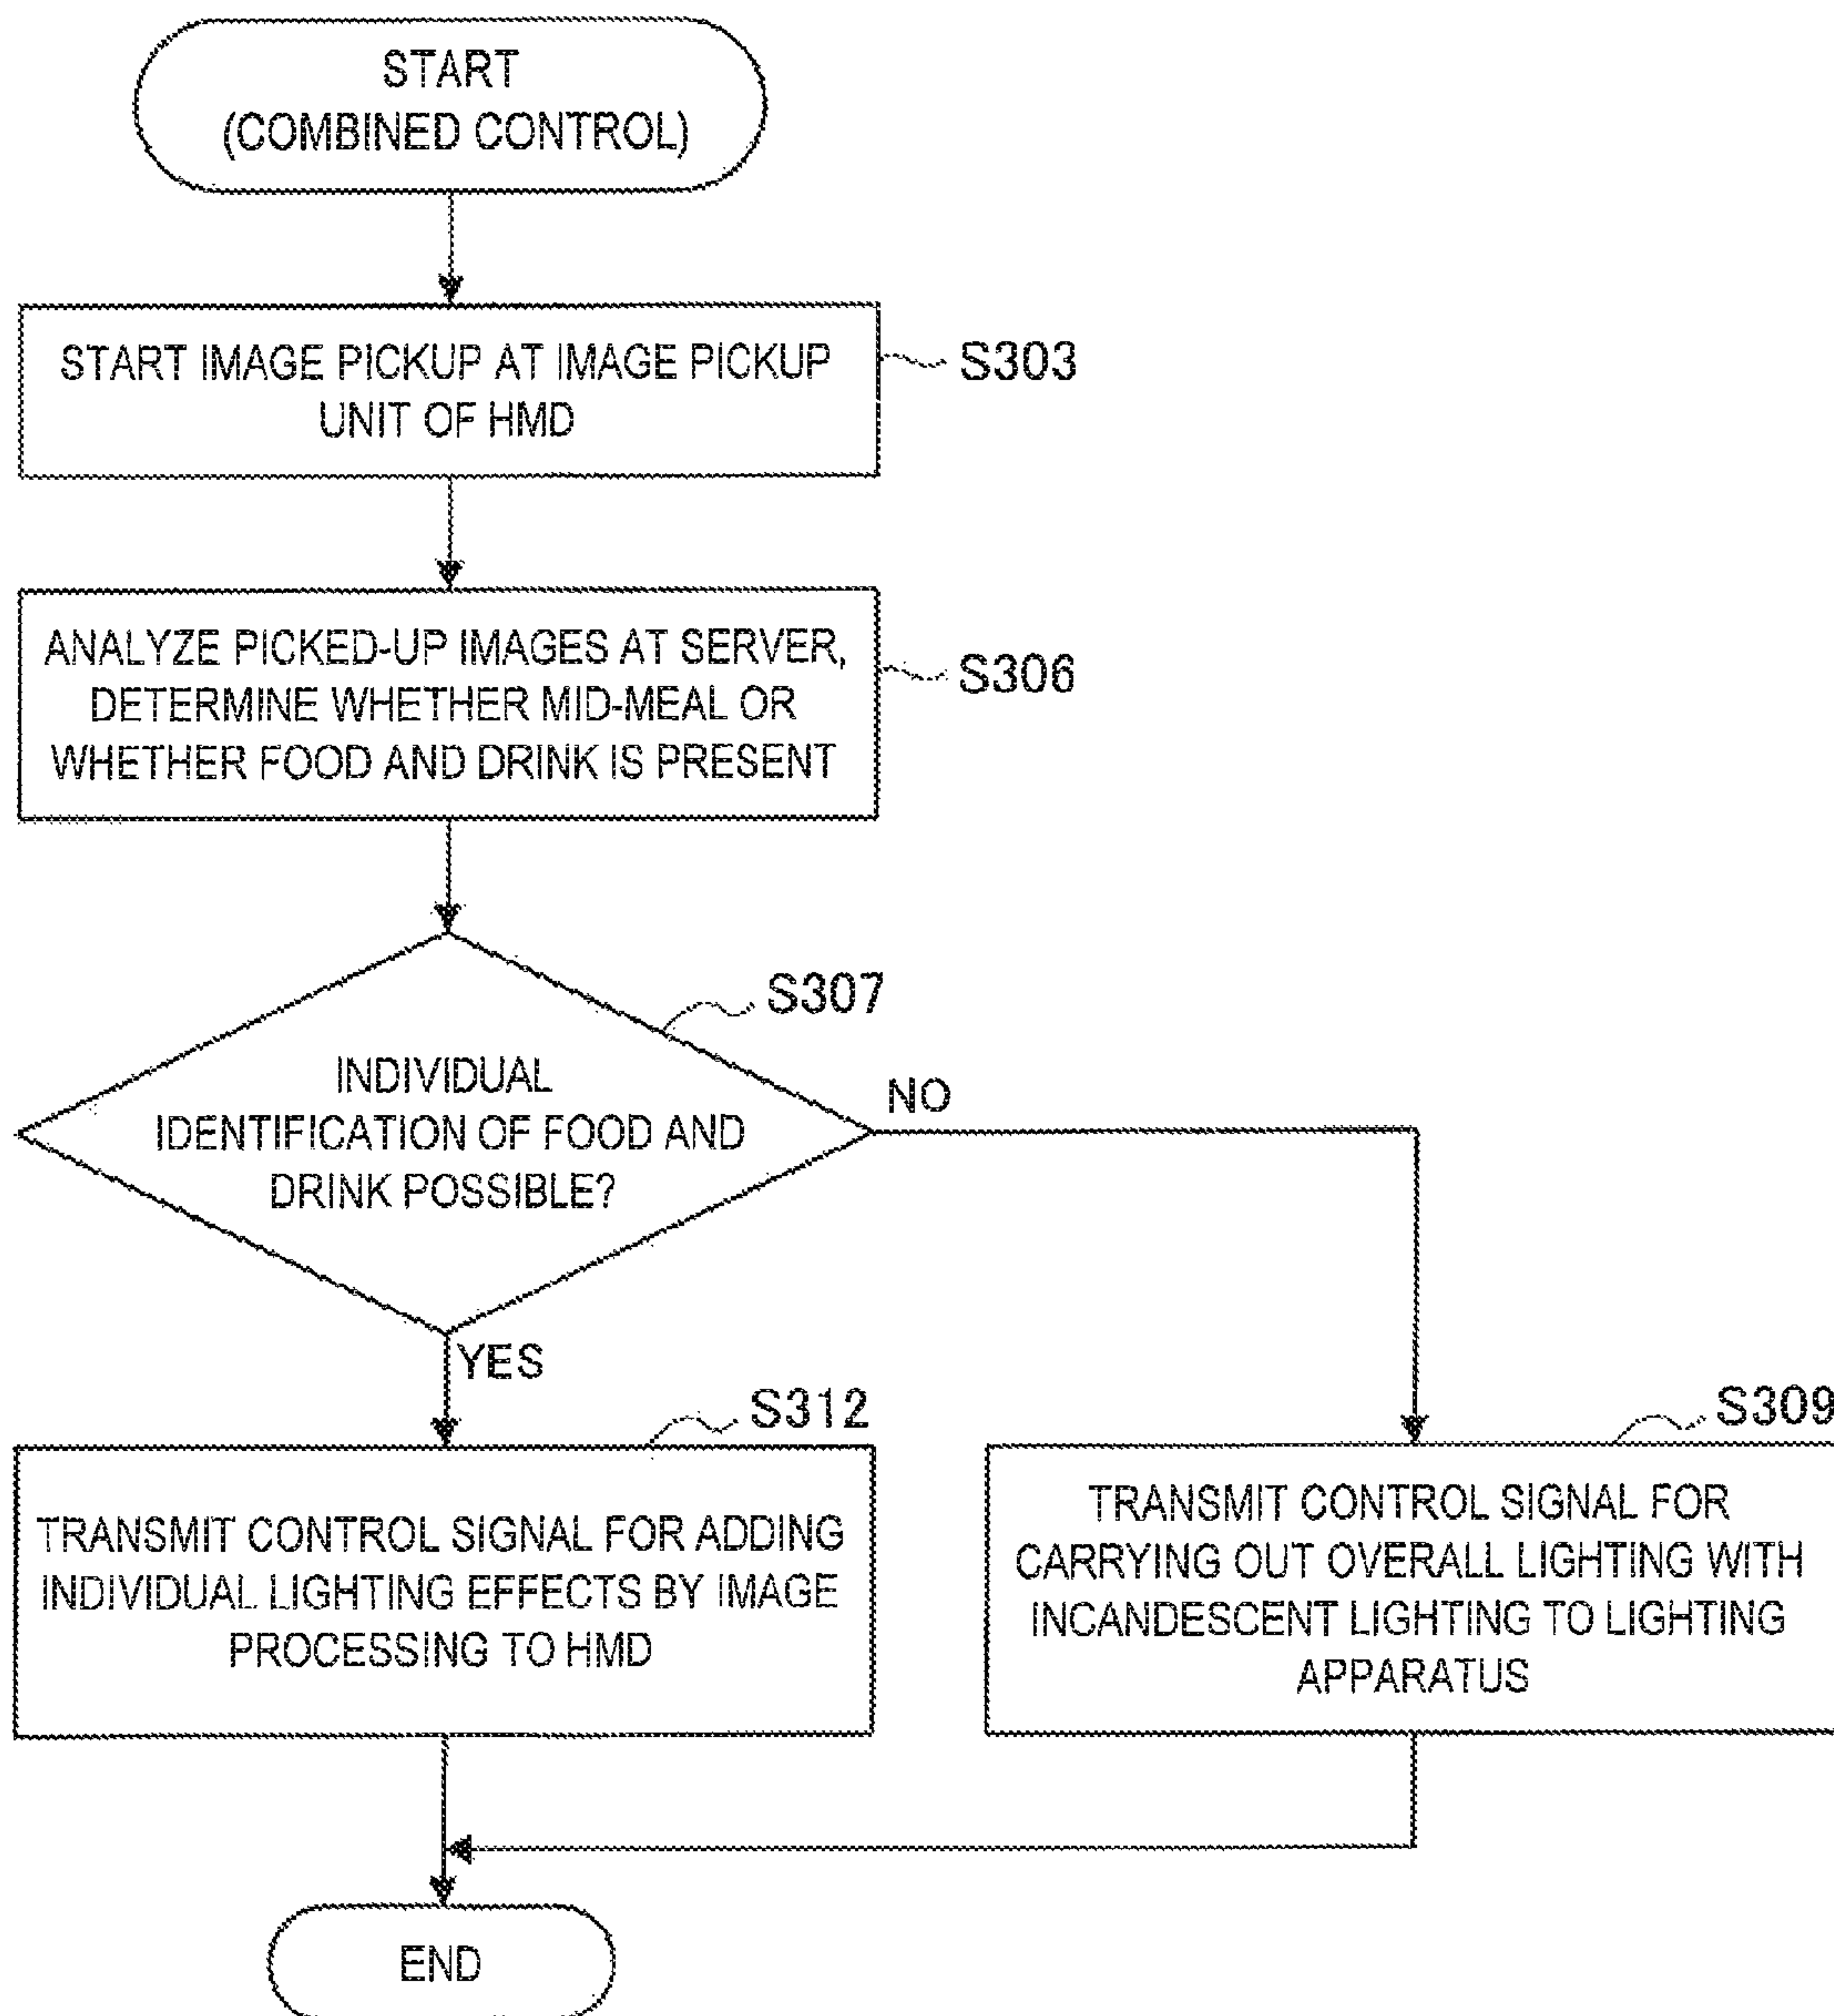 START
(COMBINED CONTROL)
START IMAGE PICKUP AT IMAGE PICKUP
UNIT OF HMD
S303
ANALYZE PICKED-UP IMAGES AT SERVER,
DETERMINE WHETHER MID-MEAL OR
WHETHER FOOD AND DRINK IS PRESENT
S306
S307
INDIVIDUAL
IDENTIFICATION OF FOOD AND
DRINK POSSIBLE?
NO
YES
S312
TRANSMIT CONTROL SIGNAL FOR ADDING
INDIVIDUAL LIGHTING EFFECTS BY IMAGE
PROCESSING TO HMD
S309
TRANSMIT CONTROL SIGNAL FOR
CARRYING OUT OVERALL LIGHTING WITH
INCANDESCENT LIGHTING TO LIGHTING
APPARATUS
END